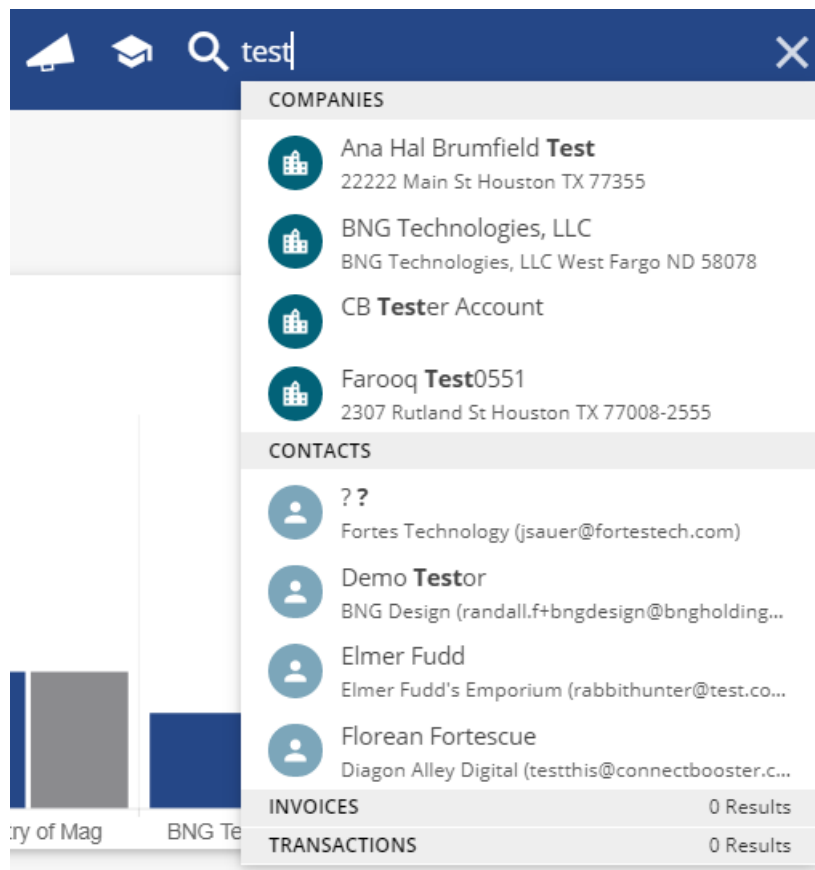 test
COMPANIES
Ana Hal Brumfield Test
22222 Main St Houston TX 77355
BNG Technologies, LLC
BNG Technologies, LLC West Fargo ND 58078
CB Tester Account
Farooq Test0551
2307 Rutland St Houston TX 77008-2555
CONTACTS
? ?
Fortes Technology (jsauer@fortestech.com)
Demo Testor
BNG Design (randall.f+bngdesign@bngholding...
Elmer Fudd
Elmer Fudd's Emporium (rabbithunter@test.co...
Florean Fortescue
Diagon Alley Digital (testthis@connectbooster.c...
INVOICES 0 Results
TRANSACTIONS 0 Results
ry of Mag BNG Te